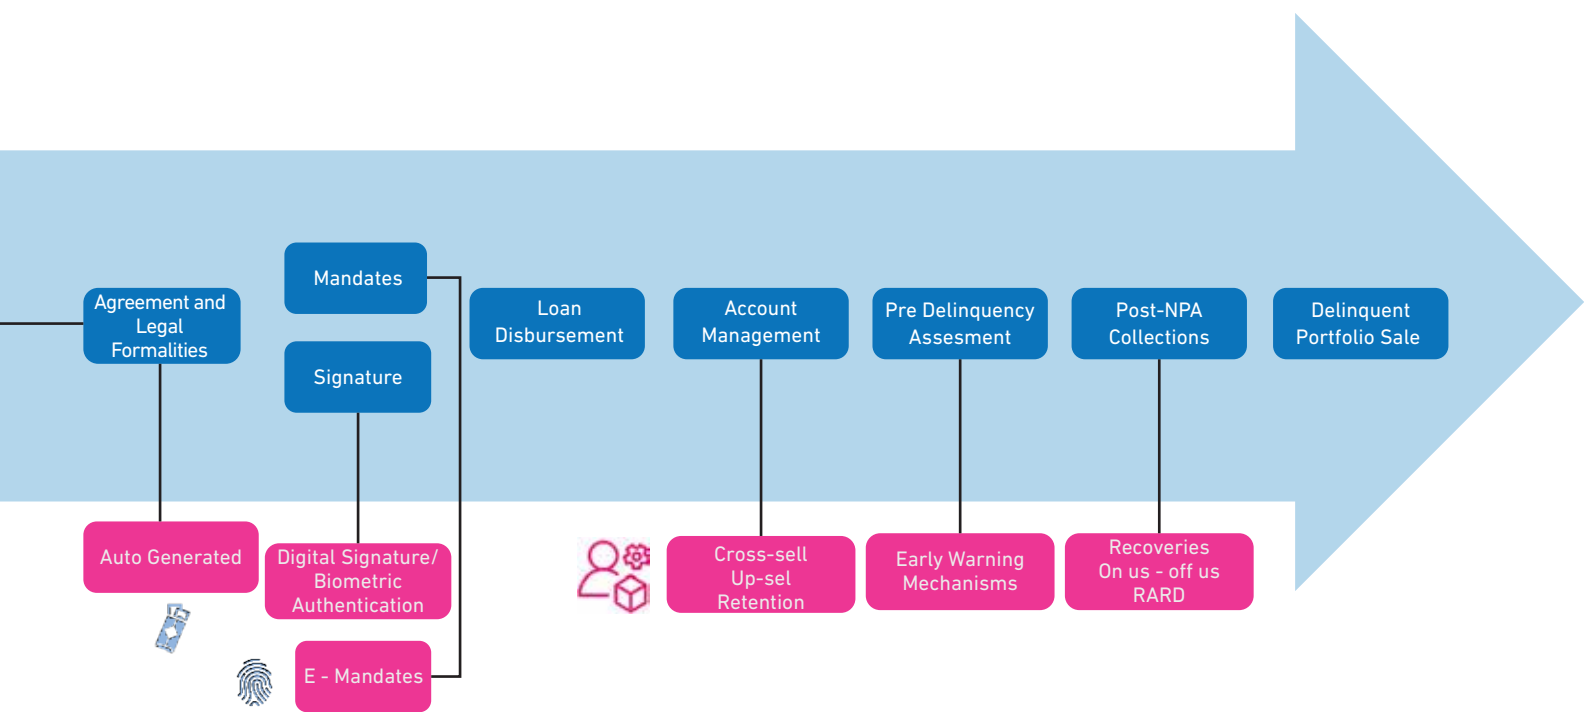 Agreement and
Legal
Formalities
Mandates
Signature
Loan
Disbursement
Account
Management
Pre Delinquency
Assesment
Post-NPA
Collections
Delinquent
Portfolio Sale
Auto Generated
Digital Signature/
Biometric
Authentication
E - Mandates
Cross-sell
Up-sel
Retention
Early Warning
Mechanisms
Recoveries
On us - off us
RARD